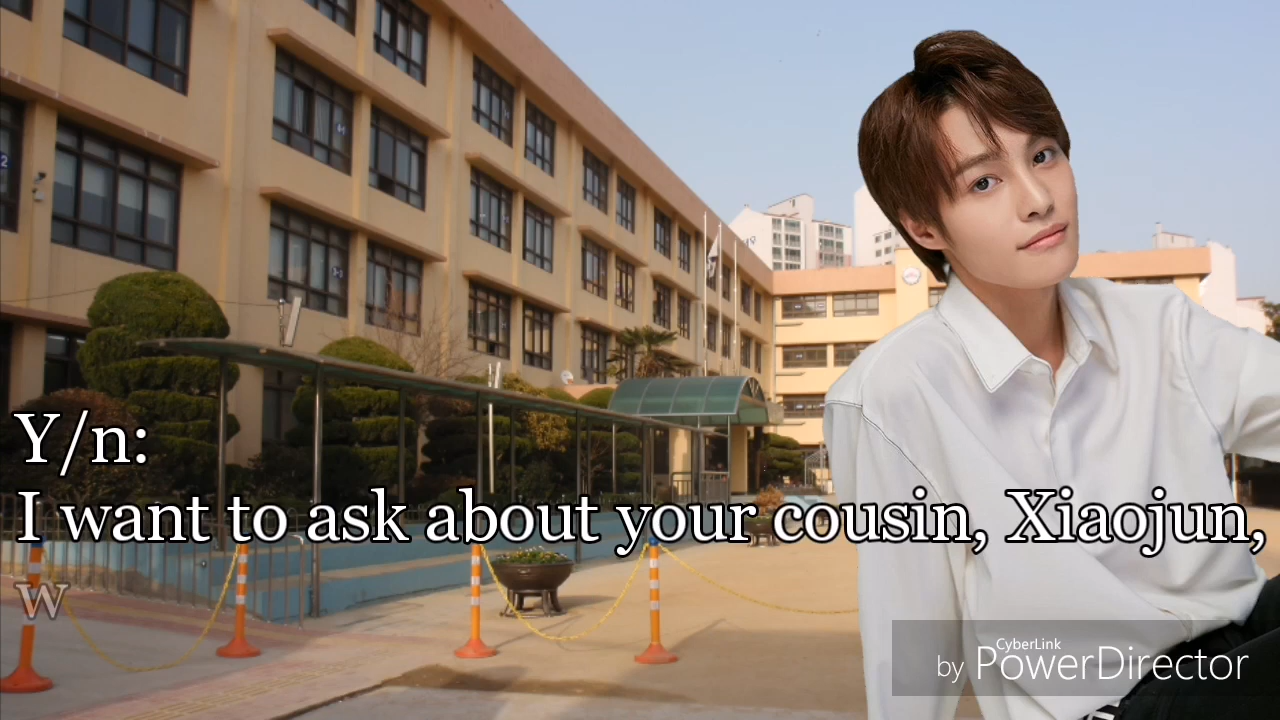 Y/n:
I want to ask about your cousin, Xiaojun,
w
CyberLink
by PowerDirector